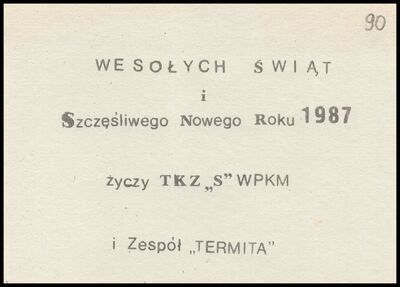 90
WESOŁYCH ŚWIĄT
i
Szczęśliwego Nowego Roku 1987
życzy TKZ „S" WPKM
i Zespół „TERMITA"